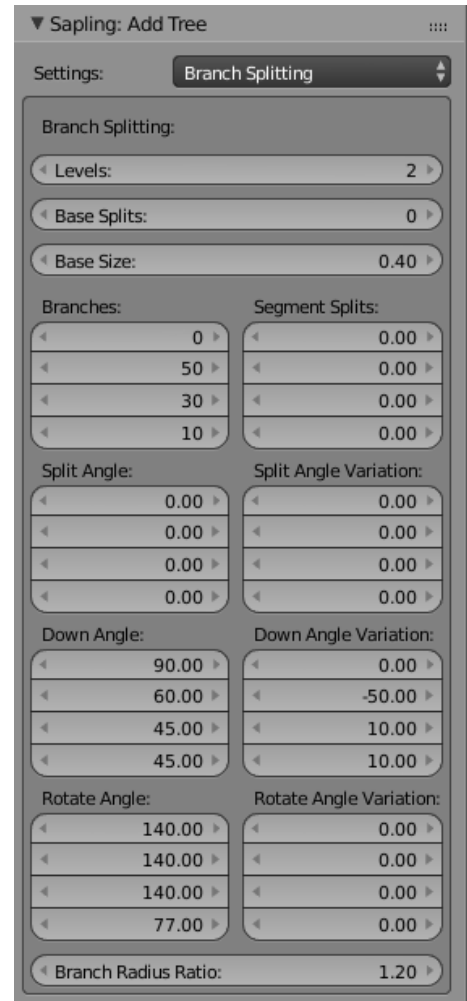 Sapling: Add Tree
Settings: Branch Splitting
Branch Splitting:
Levels: 2
Base Splits: 0
Base Size: 0.40
Branches: Segment Splits:
0 0.00
50 0.00
30 0.00
10 0.00
Split Angle: Split Angle Variation:
0.00 0.00
0.00 0.00
0.00 0.00
0.00 0.00
Down Angle: Down Angle Variation:
90.00 0.00
60.00 -50.00
45.00 10.00
45.00 10.00
Rotate Angle: Rotate Angle Variation:
140.00 0.00
140.00 0.00
140.00 0.00
77.00 0.00
Branch Radius Ratio: 1.20